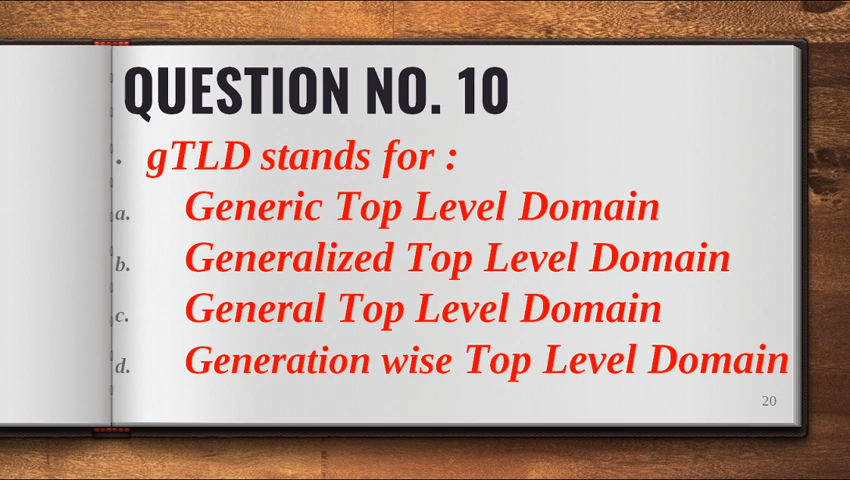 QUESTION NO. 10
• gTLD stands for :
a. Generic Top Level Domain
b. Generalized Top Level Domain
c. General Top Level Domain
d. Generation wise Top Level Domain
20